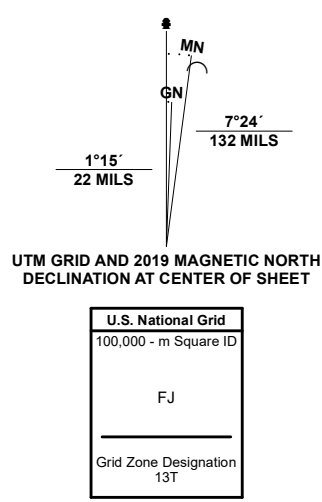 MN
GN
7°24´
132 MILS
1°15´
22 MILS
UTM GRID AND 2019 MAGNETIC NORTH
DECLINATION AT CENTER OF SHEET
U.S. National Grid
100,000 - m Square ID
FJ
Grid Zone Designation
13T